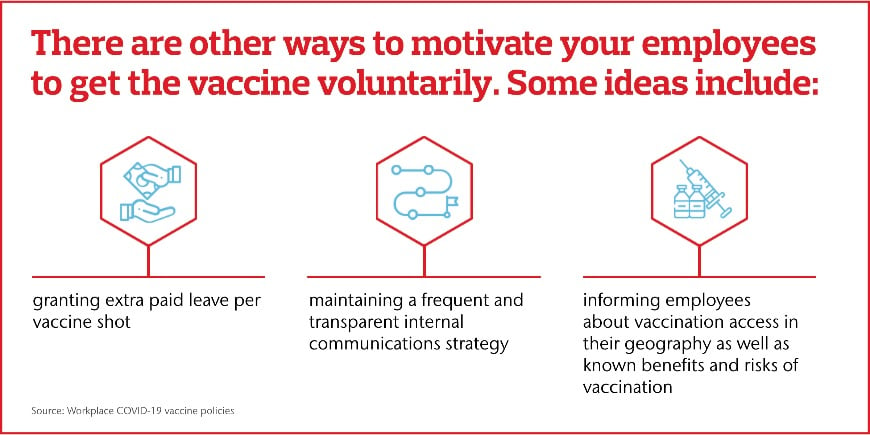 There are other ways to motivate your employees
to get the vaccine voluntarily. Some ideas include:
granting extra paid leave per
vaccine shot
maintaining a frequent and
transparent internal
communications strategy
informing employees
about vaccination access in
their geography as well as
known benefits and risks of
vaccination
Source: Workplace COVID-19 vaccine policies